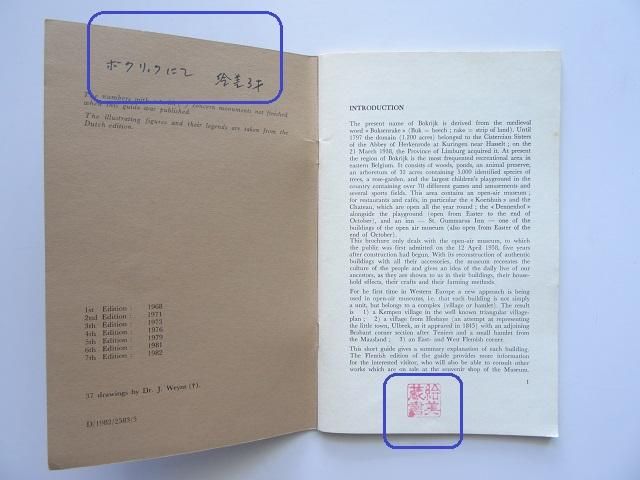 ボクリックにて 絵美3才
The numbers with concern monuments not finished
when this guide was published.
The illustrating figures and their legends are taken from the
Dutch edition.
1st Edition : 1968
2nd Edition : 1971
3th Edition : 1973
4th Edition : 1976
5th Edition : 1979
6th Edition : 1981
7th Edition : 1982
37 drawings by Dr. J. Weyns (†).
D/1982/2583/5
INTRODUCTION
The present name of Bokrijk is derived from the medieval
word « Buksenrake » (Buk = beech ; rake = strip of land). Until
1797 the domain (1,200 acres) belonged to the Cistercian Sisters
of the Abbey of Herkenrode at Kuringen near Hasselt ; on the
21 March 1938, the Province of Limburg acquired it. At present
the region of Bokrijk is the most frequented recreational area in
eastern Belgium. It consists of woods, ponds, an animal preserve,
an arboretum of 31 acres containing 3,000 identified species of
trees, a rose-garden, and the largest children's playground in the
country containing over 70 different games and amusements and
several sports fields. This area contains an open-air museum ;
for restaurants and cafés, in particular the « Koetshuis » and the
Chateau, which are open all the year round ; the « Dennenhof »
alongside the playground (open from Easter to the end of
October), and an inn — St. Gummarus Inn — one of the
buildings of the open air museum (also open from Easter of the
end of October).
This brochure only deals with the open-air museum, to which
the public was first admitted on the 12 April 1958, five years
after construction had begun. With its reconstruction of authentic
buildings with all their accessories, the museum recreates the
culture of the people and gives an idea of the daily live of our
ancestors, as they are shown to us in their buildings, their house-
hold effects, their crafts and their farming methods.
For he first time in Western Europe a new approach is being
used in open-air museums, i.e. that each building is not simply
a unit, but belongs to a complex (village or hamlet). The result
is 1) a Kempen village in the well known triangular village-
plan ; 2) a village from Hesbaye (an attempt at representing
the little town, Ulbeek, as it appeared in 1845) with an adjoining
Brabant corner section after Teniers and a small hamlet from
the Maasland ; 3) an East- and West Flemish corner.
This short guide gives a summary explanation of each building.
The Flemish edition of the guide provides more information
for the interested visitor, who will also be able to consult other
works which are on sale at the souvenir shop of the Museum.
1
絵美
蔵書